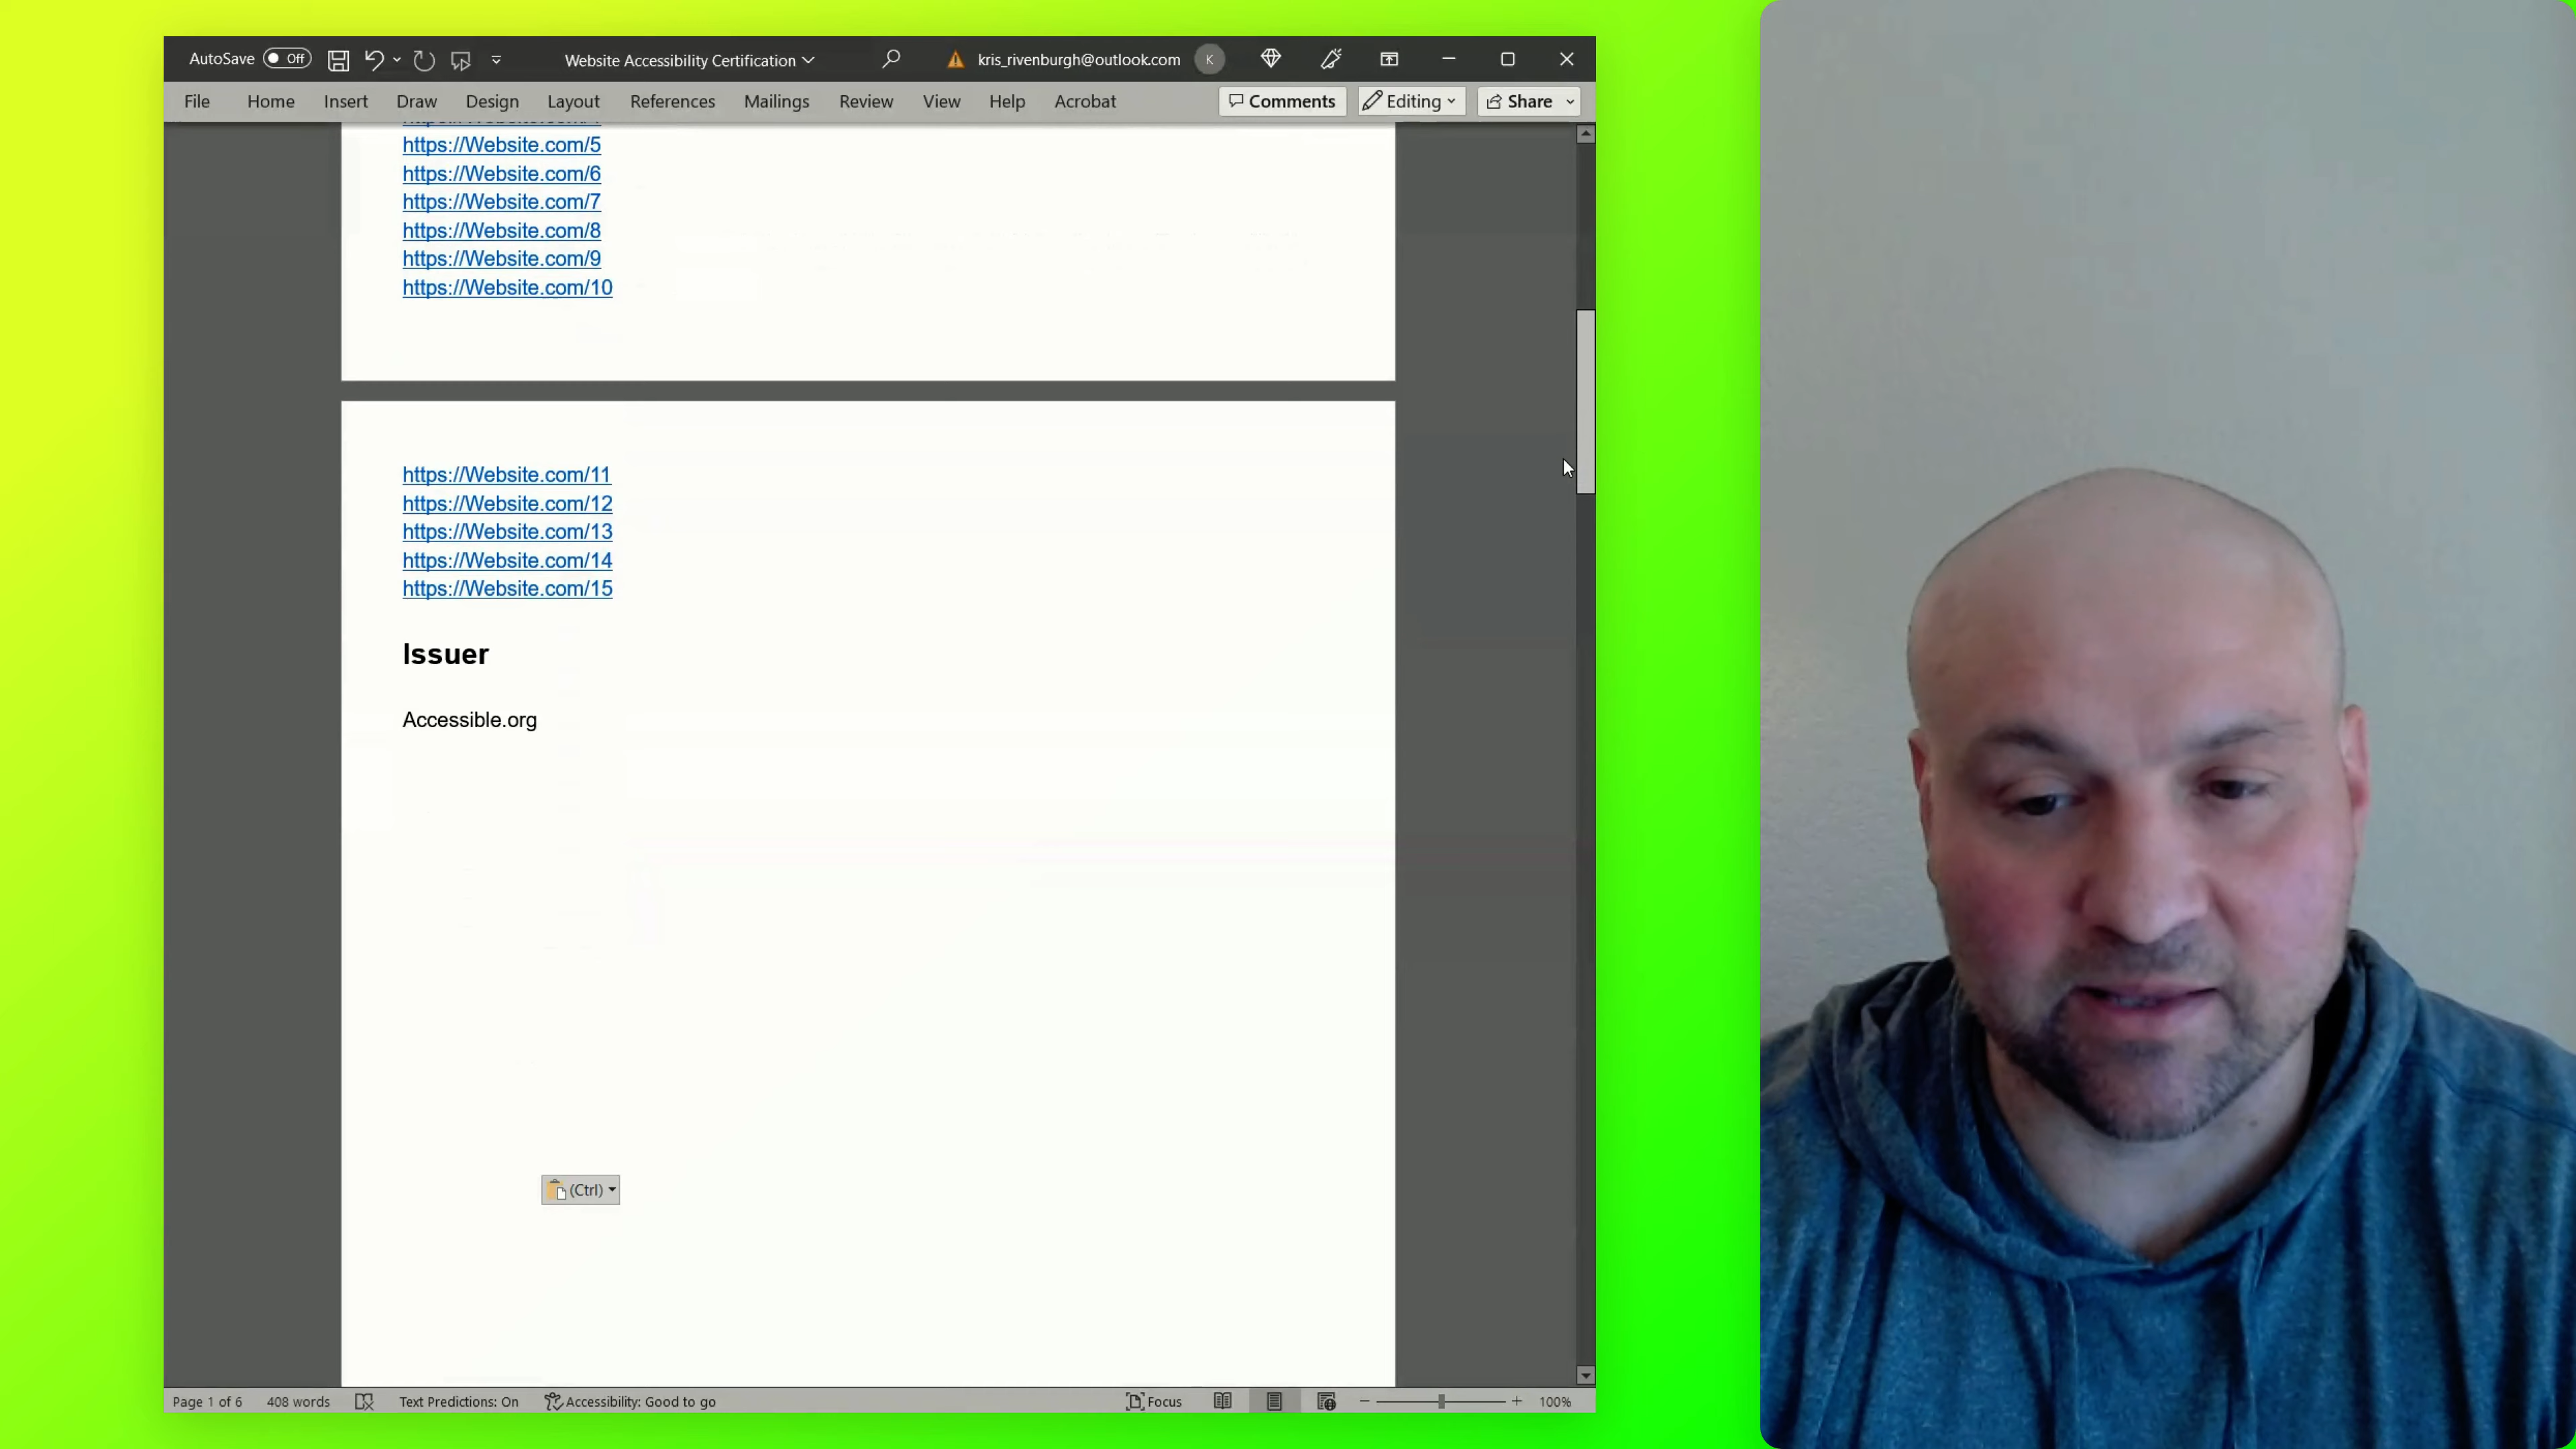 AutoSave Off Website Accessibility Certification kris_rivenburgh@outlook.com K
File Home Insert Draw Design Layout References Mailings Review View Help Acrobat Comments Editing Share
https://Website.com/5
https://Website.com/6
https://Website.com/7
https://Website.com/8
https://Website.com/9
https://Website.com/10
https://Website.com/11
https://Website.com/12
https://Website.com/13
https://Website.com/14
https://Website.com/15
Issuer
Accessible.org
(Ctrl)
Page 1 of 6 408 words Text Predictions: On Accessibility: Good to go Focus 100%